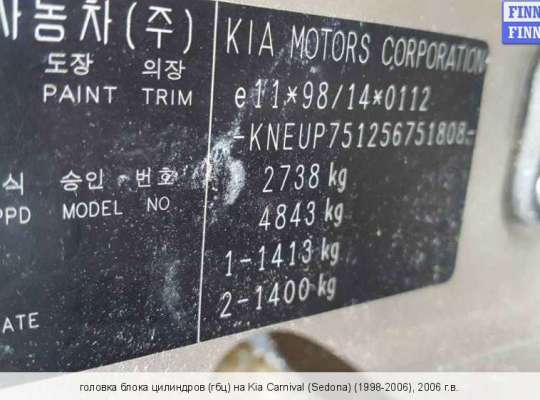 자동차(주)
도장 의장
PAINT TRIM
식 승인 번호
PPD MODEL NO
ATE
KIA MOTORS CORPORATION
e11*98/14*0112
-KNEUP751256751808-
2738 kg
4843 kg
1-1413 kg
2-1400 kg
FINN
FINN
головка блока цилиндров (гбц) на Kia Carnival (Sedona) (1998-2006), 2006 г.в.